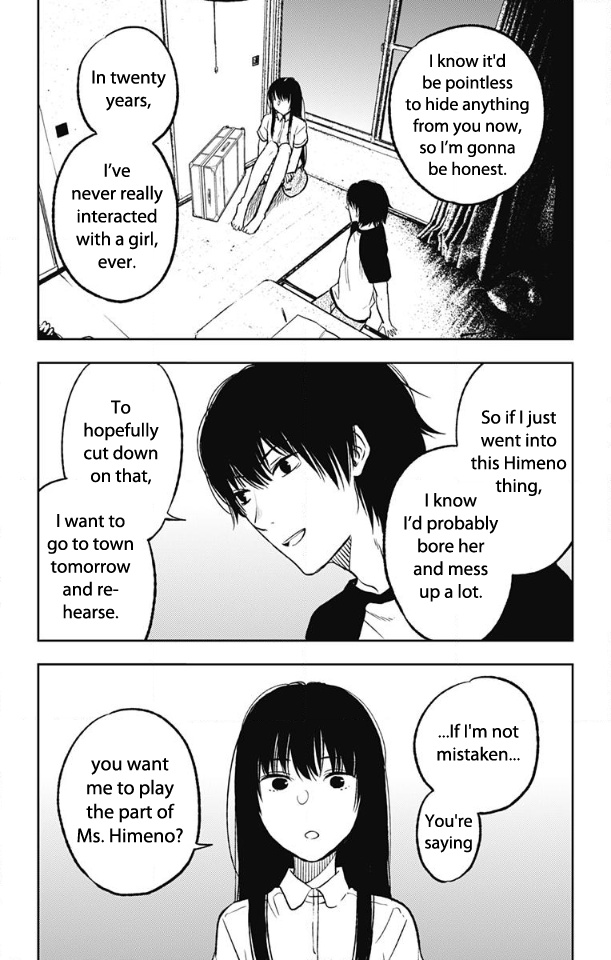 I know it'd
be pointless
to hide anything
from you now,
so I'm gonna
be honest.
In twenty
years,
I've
never really
interacted
with a girl,
ever.
So if I just
went into
this Himeno
thing,
I know
I'd probably
bore her
and mess
up a lot.
To
hopefully
cut down
on that,
I want to
go to town
tomorrow
and re-
hearse.
...If I'm not
mistaken...
You're
saying
you want
me to play
the part of
Ms. Himeno?